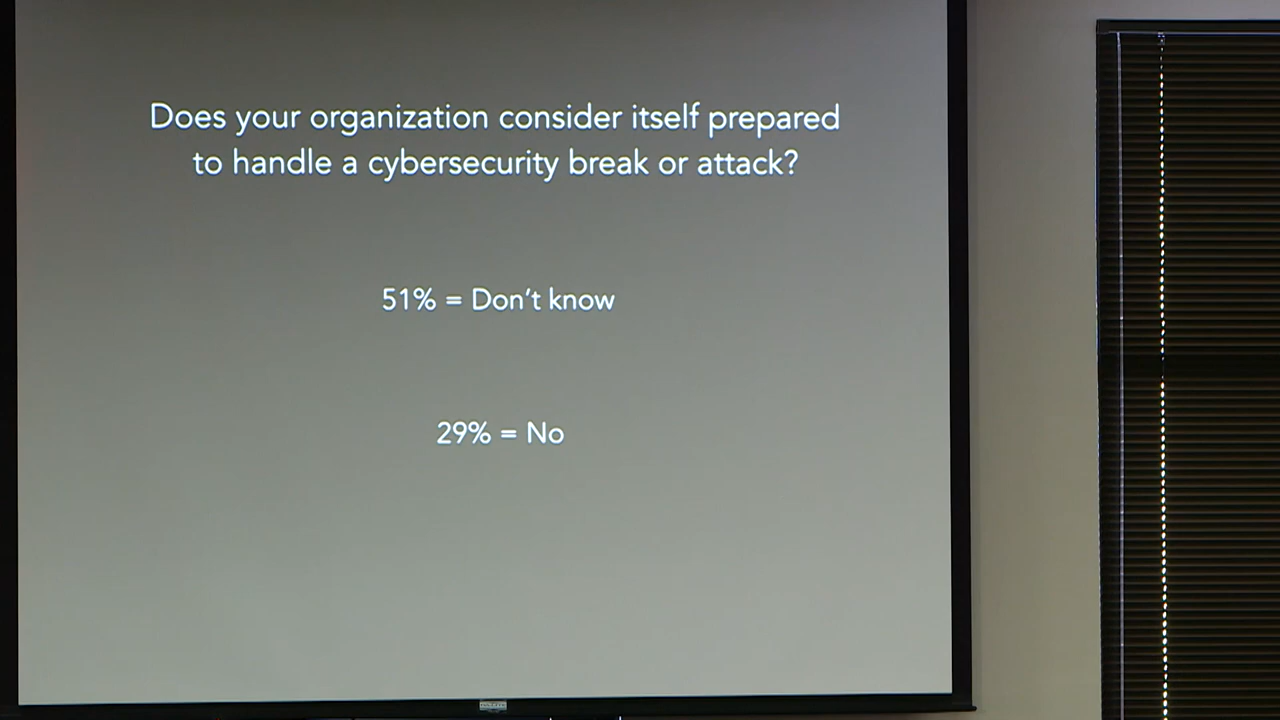 Does your organization consider itself prepared
to handle a cybersecurity break or attack?
51% = Don't know
29% = No